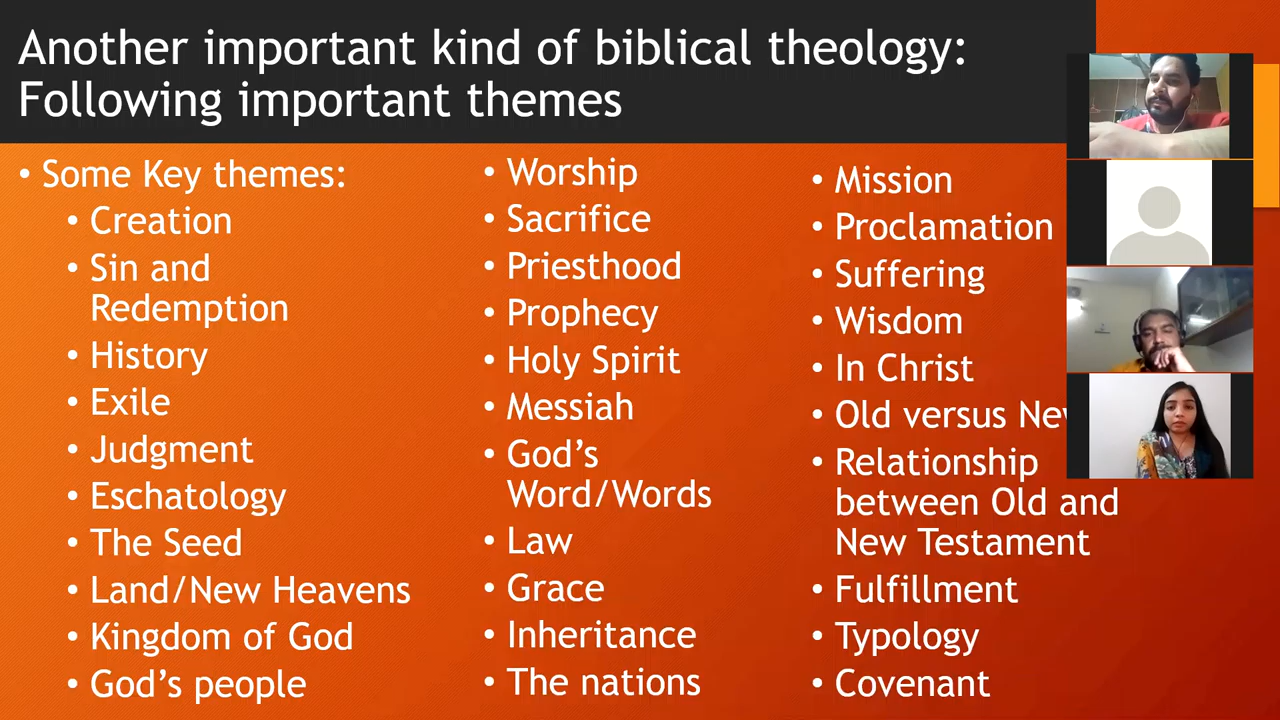 Another important kind of biblical theology:
Following important themes
• Some Key themes:
• Creation
• Sin and
Redemption
• History
• Exile
• Judgment
• Eschatology
• The Seed
• Land/New Heavens
• Kingdom of God
• God’s people
• Worship
• Sacrifice
• Priesthood
• Prophecy
• Holy Spirit
• Messiah
• God’s
Word/Words
• Law
• Grace
• Inheritance
• The nations
• Mission
• Proclamation
• Suffering
• Wisdom
• In Christ
• Old versus
• Relationship
between Old and
New Testament
• Fulfillment
• Typology
• Covenant